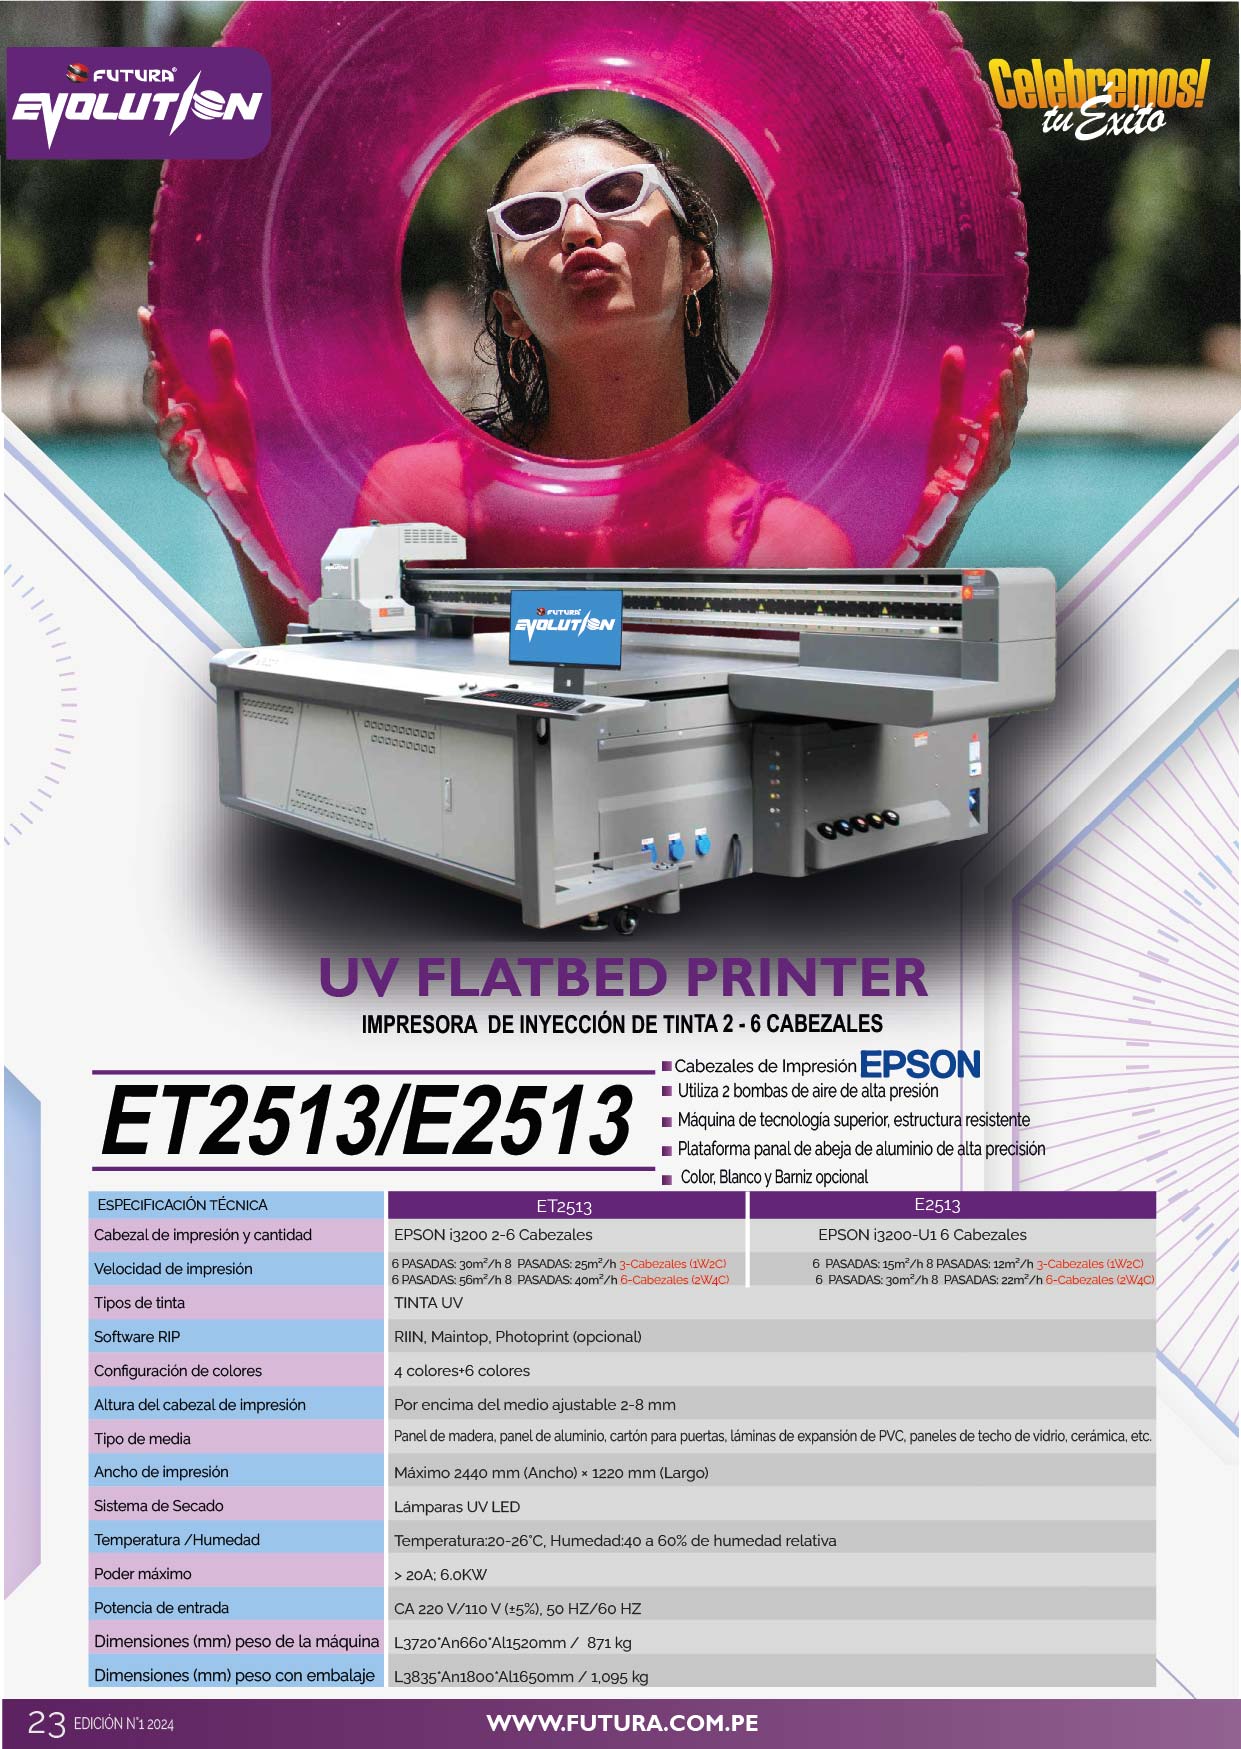 FUTURA®
EVOLUTION
Celebremos!
tu Éxito
FUTURA
EVOLUTION
UV FLATBED PRINTER
IMPRESORA DE INYECCIÓN DE TINTA 2 - 6 CABEZALES
ET2513/E2513
Cabezales de Impresión EPSON
Utiliza 2 bombas de aire de alta presión
Máquina de tecnología superior, estructura resistente
Plataforma panal de abeja de aluminio de alta precisión
Color, Blanco y Barniz opcional
ESPECIFICACIÓN TÉCNICA ET2513 E2513
Cabezal de impresión y cantidad EPSON i3200 2-6 Cabezales EPSON i3200-U1 6 Cabezales
Velocidad de impresión
6 PASADAS: 30m²/h 8 PASADAS: 25m²/h 3-Cabezales (1W2C) 6 PASADAS: 15m²/h 8 PASADAS: 12m²/h 3-Cabezales (1W2C)
6 PASADAS: 56m²/h 8 PASADAS: 40m²/h 6-Cabezales (2W4C) 6 PASADAS: 30m²/h 8 PASADAS: 22m²/h 6-Cabezales (2W4C)
Tipos de tinta TINTA UV
Software RIP RIIN, Maintop, Photoprint (opcional)
Configuración de colores 4 colores+6 colores
Altura del cabezal de impresión Por encima del medio ajustable 2-8 mm
Tipo de media Panel de madera, panel de aluminio, cartón para puertas, láminas de expansión de PVC, paneles de techo de vidrio, cerámica, etc.
Ancho de impresión Máximo 2440 mm (Ancho) × 1220 mm (Largo)
Sistema de Secado Lámparas UV LED
Temperatura /Humedad Temperatura:20-26°C, Humedad:40 a 60% de humedad relativa
Poder máximo > 20A; 6.0KW
Potencia de entrada CA 220 V/110 V (±5%), 50 HZ/60 HZ
Dimensiones (mm) peso de la máquina L3720*An660*Al1520mm / 871 kg
Dimensiones (mm) peso con embalaje L3835*An1800*Al1650mm / 1,095 kg
23 EDICIÓN N°1 2024
WWW.FUTURA.COM.PE